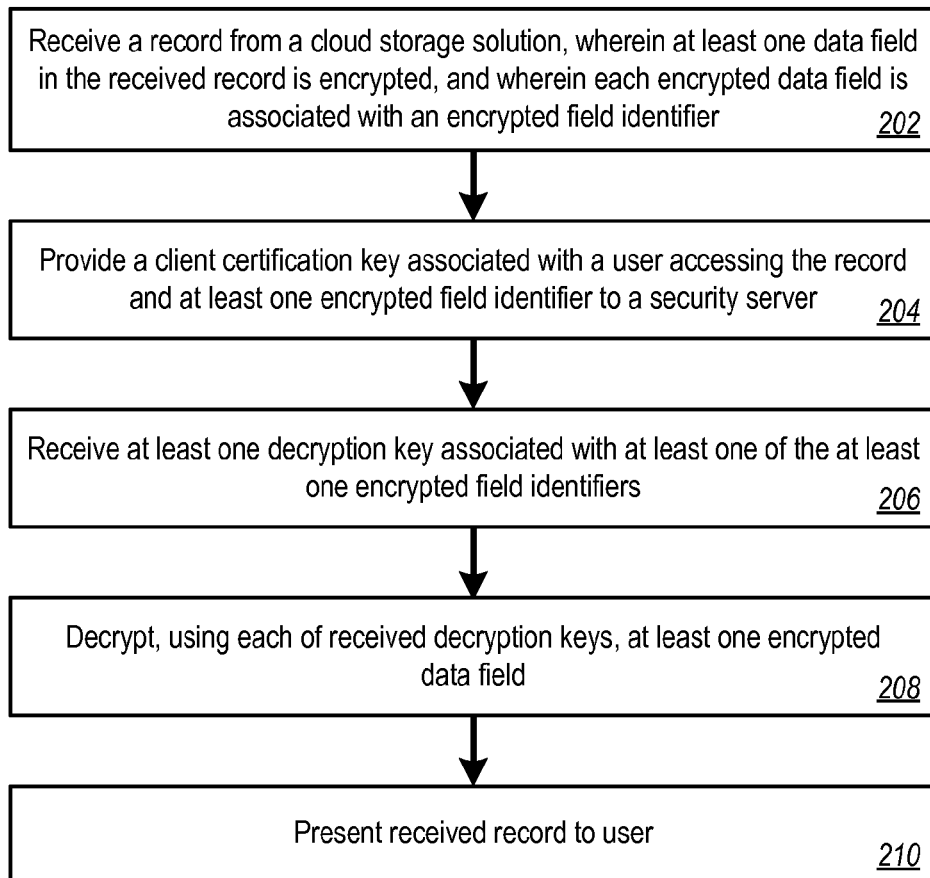 Receive a record from a cloud storage solution, wherein at least one data field
in the received record is encrypted, and wherein each encrypted data field is
associated with an encrypted field identifier
202
Provide a client certification key associated with a user accessing the record
and at least one encrypted field identifier to a security server
204
Receive at least one decryption key associated with at least one of the at least
one encrypted field identifiers
206
Decrypt, using each of received decryption keys, at least one encrypted
data field
208
Present received record to user
210